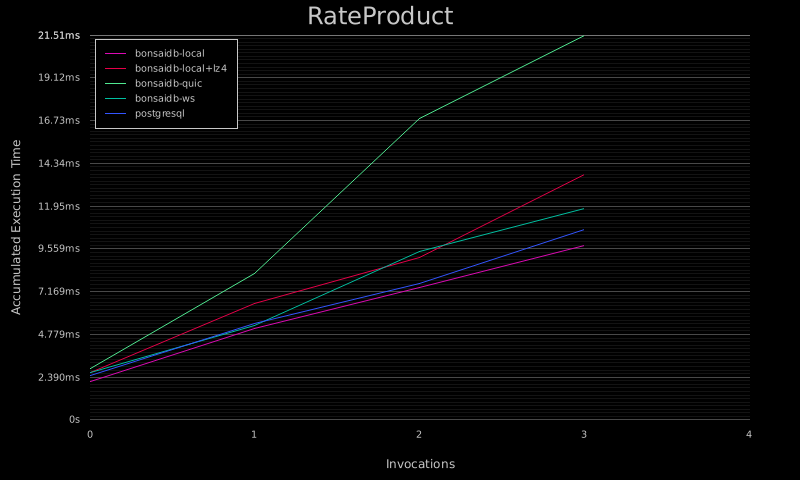 RateProduct
21.51ms
bonsaidb-local
bonsaidb-local+lz4
bonsaidb-quic
bonsaidb-ws
postgresql
19.12ms
16.73ms
14.34ms
11.95ms
9.559ms
7.169ms
4.779ms
2.390ms
0s
Accumulated Execution Time
0 1 2 3 4
Invocations